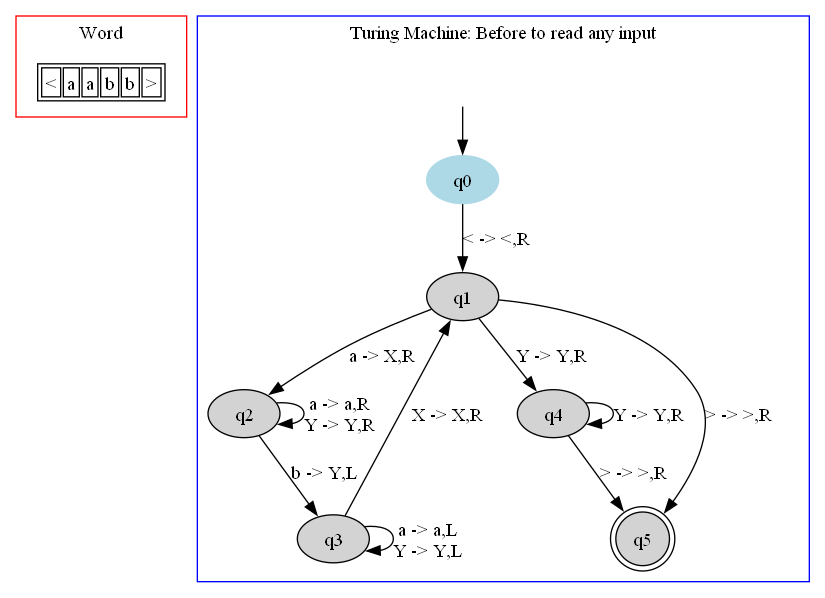 Word
< a a b b >
Turing Machine: Before to read any input
q0
< -> <,R
q1
a -> X,R
Y -> Y,R
q2
a -> a,R
Y -> Y,R
X -> X,R
q4
Y -> Y,R
> -> >,R
b -> Y,L
> -> >,R
q3
a -> a,L
Y -> Y,L
q5